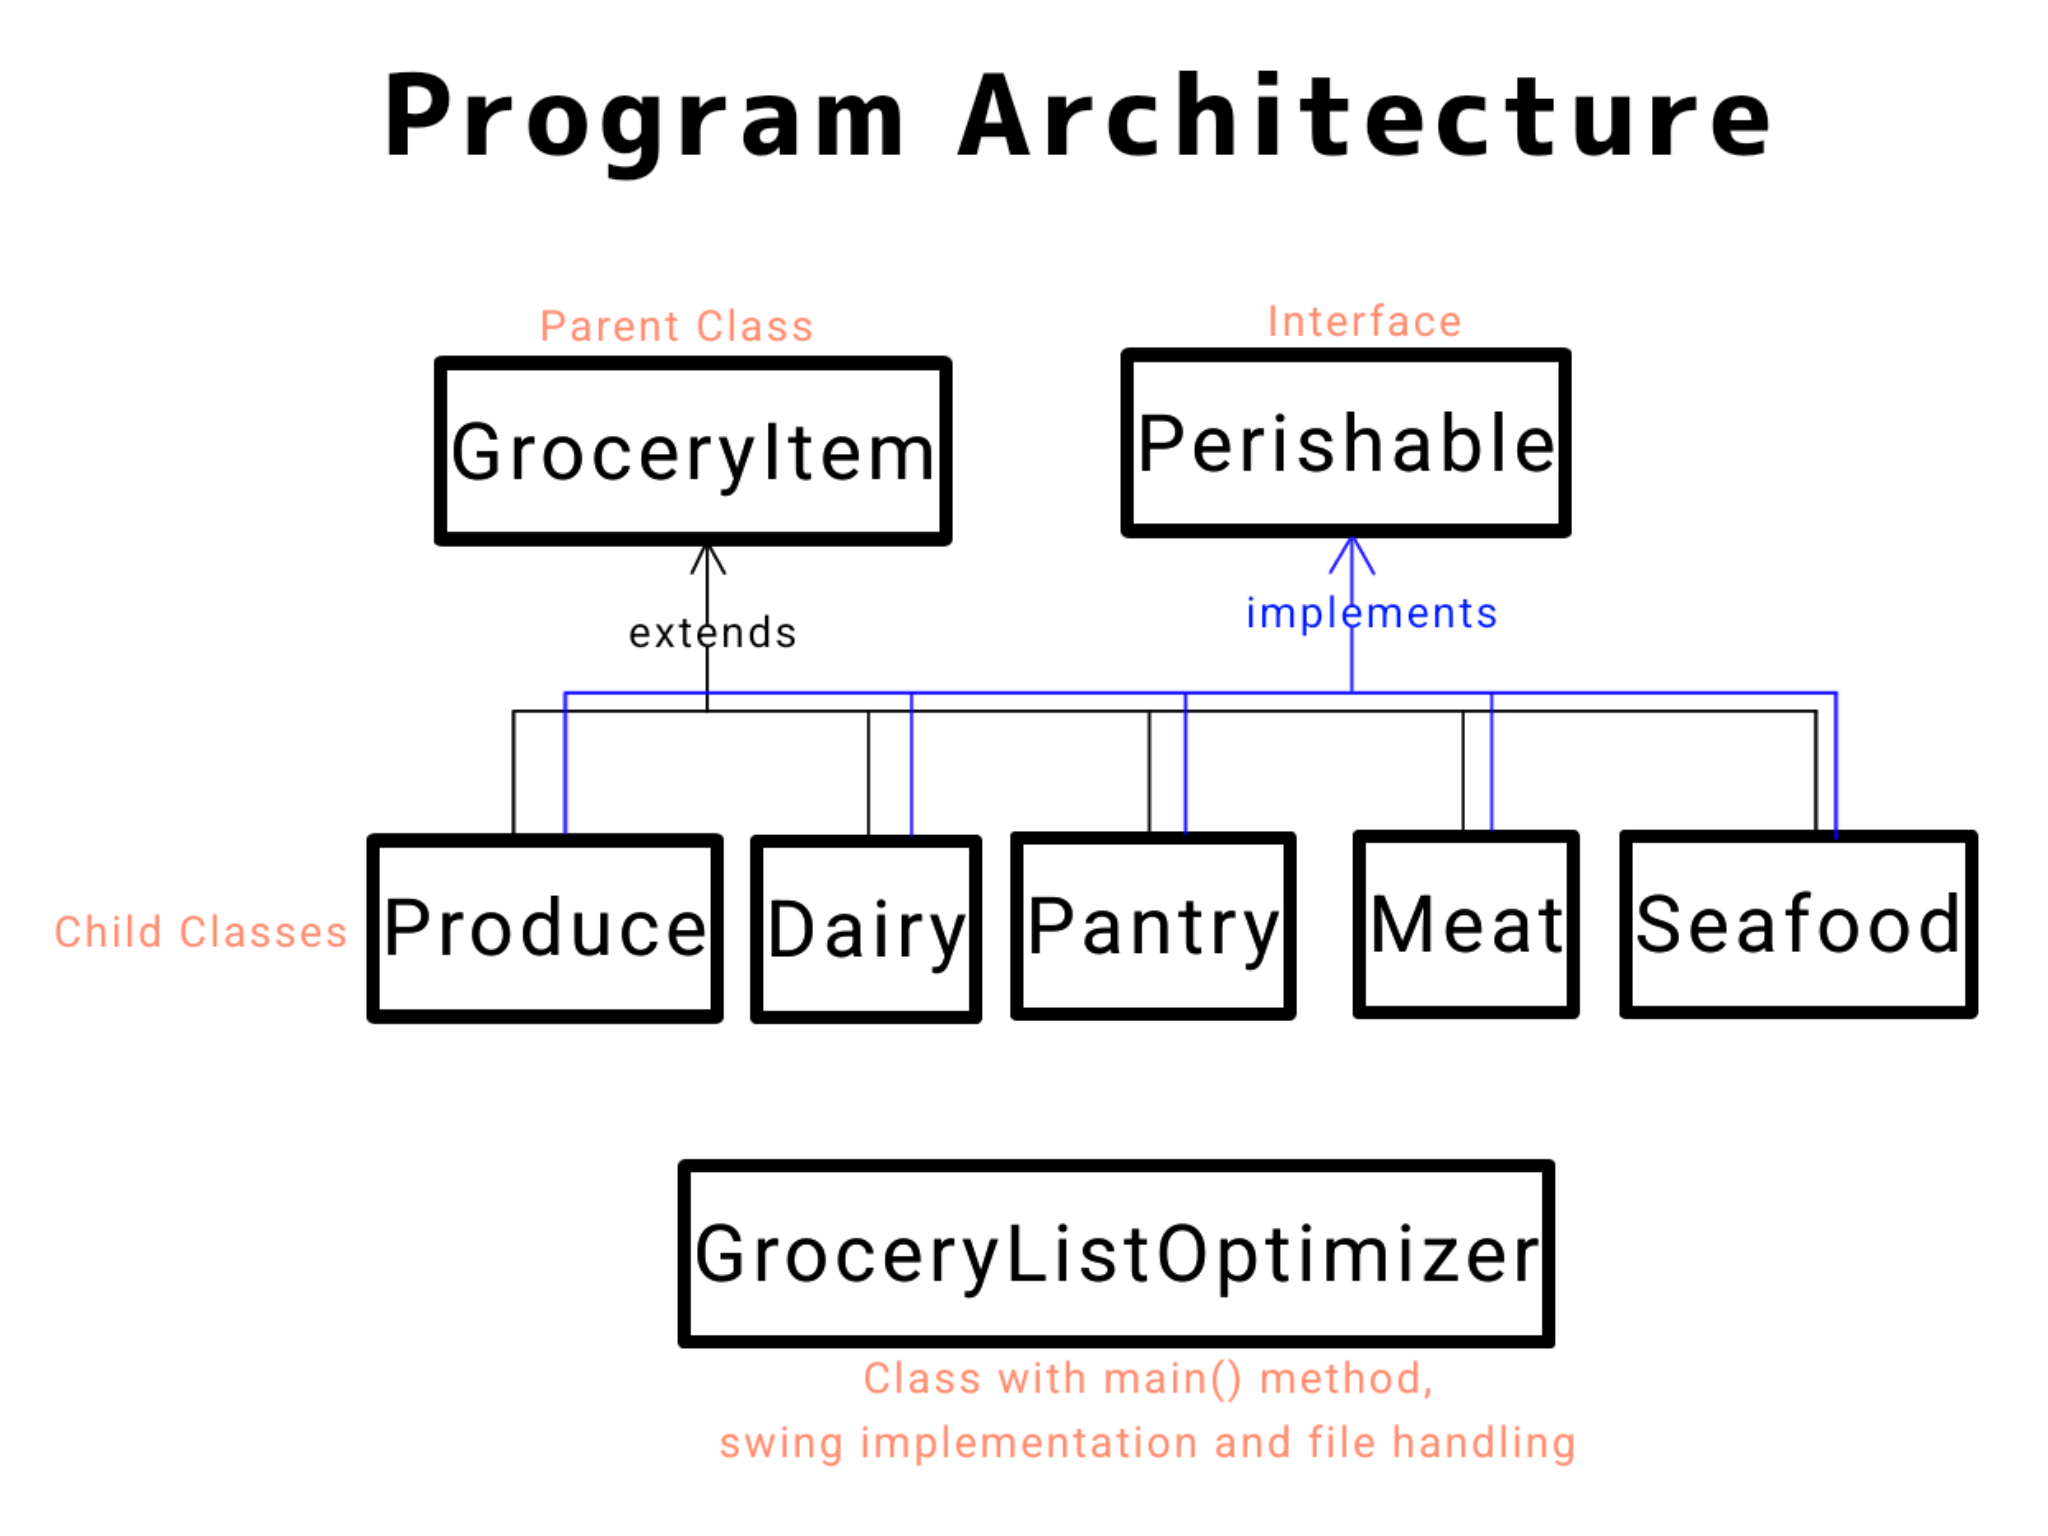 Program Architecture
Parent Class
Interface
GroceryItem
Perishable
extends
implements
Child Classes
Produce
Dairy
Pantry
Meat
Seafood
GroceryListOptimizer
Class with main() method,
swing implementation and file handling